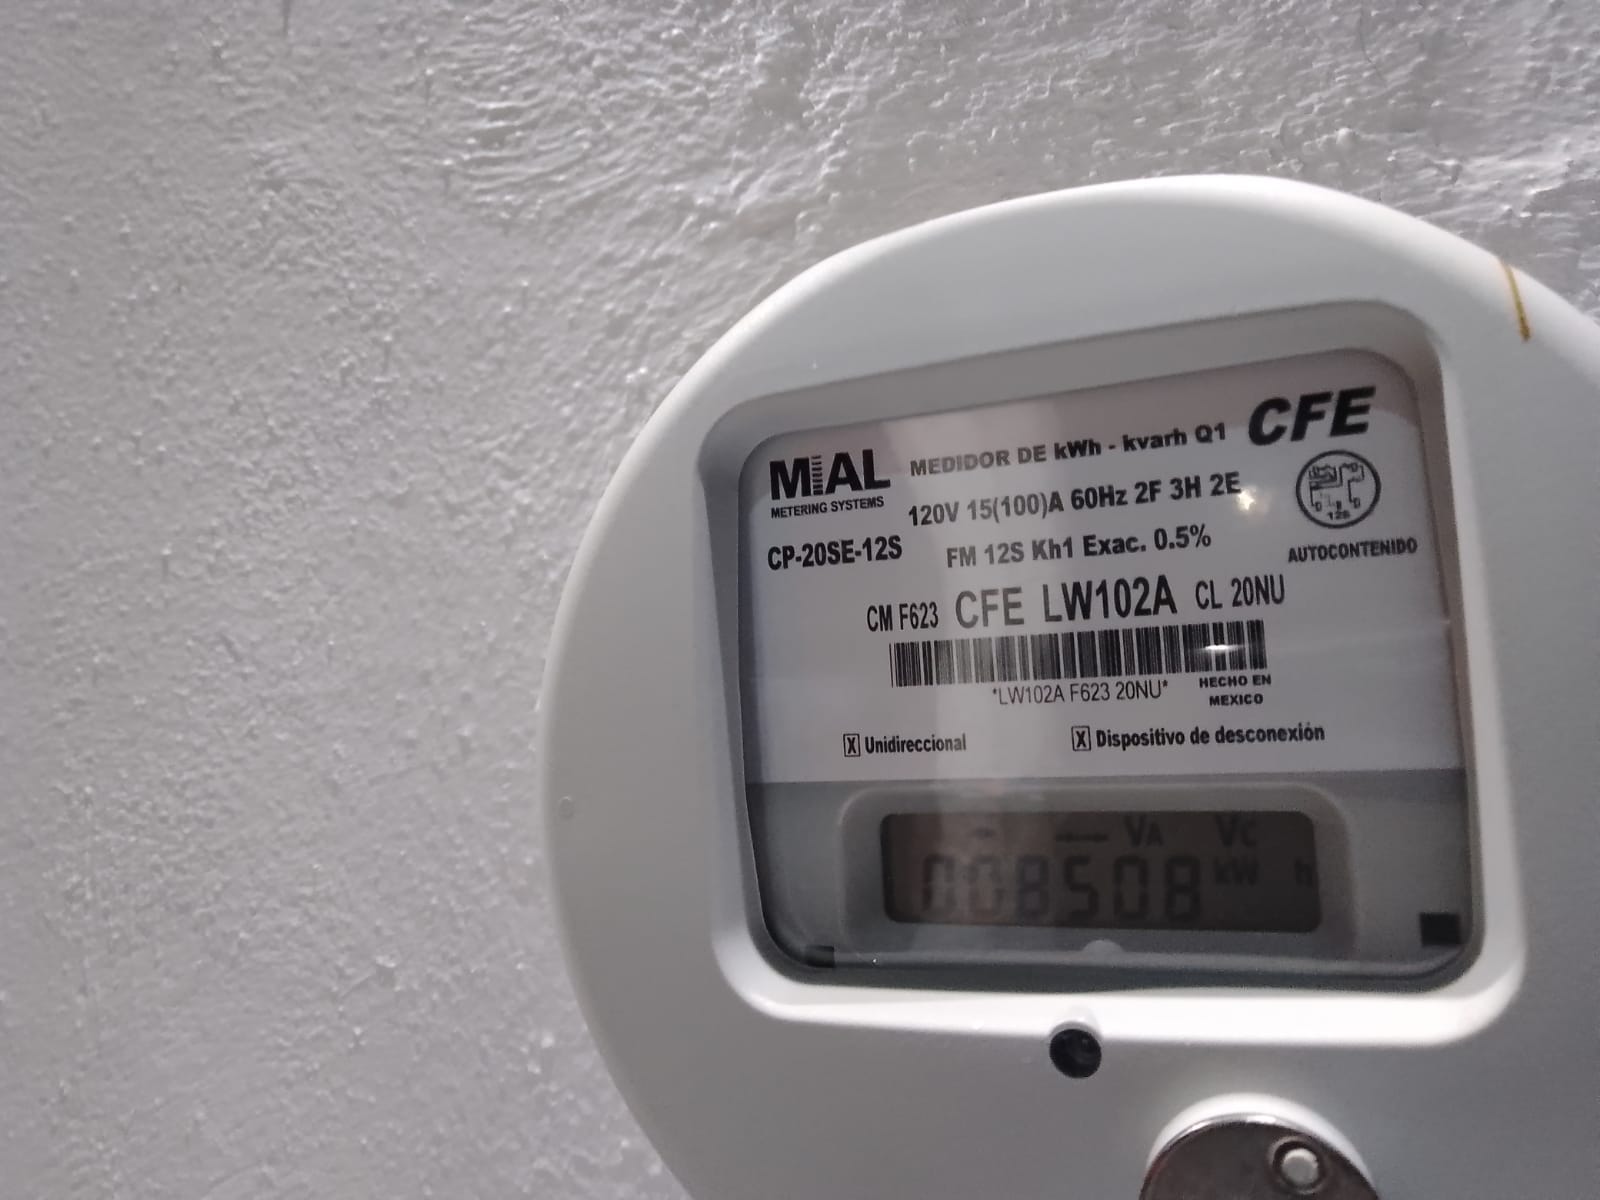 CFE
MIAL MEDIDOR DE kWh - kvarh Q1
METERING SYSTEMS
120V 15(100)A 60Hz 2F 3H 2E
12S
CP-20SE-12S FM 12S Kh1 Exac. 0.5%
AUTOCONTENIDO
CM F623 CFE LW102A CL 20NU
*LW102A F623 20NU*
HECHO EN
MEXICO
X Unidireccional X Dispositivo de desconexión
VA VC
008508 kW h